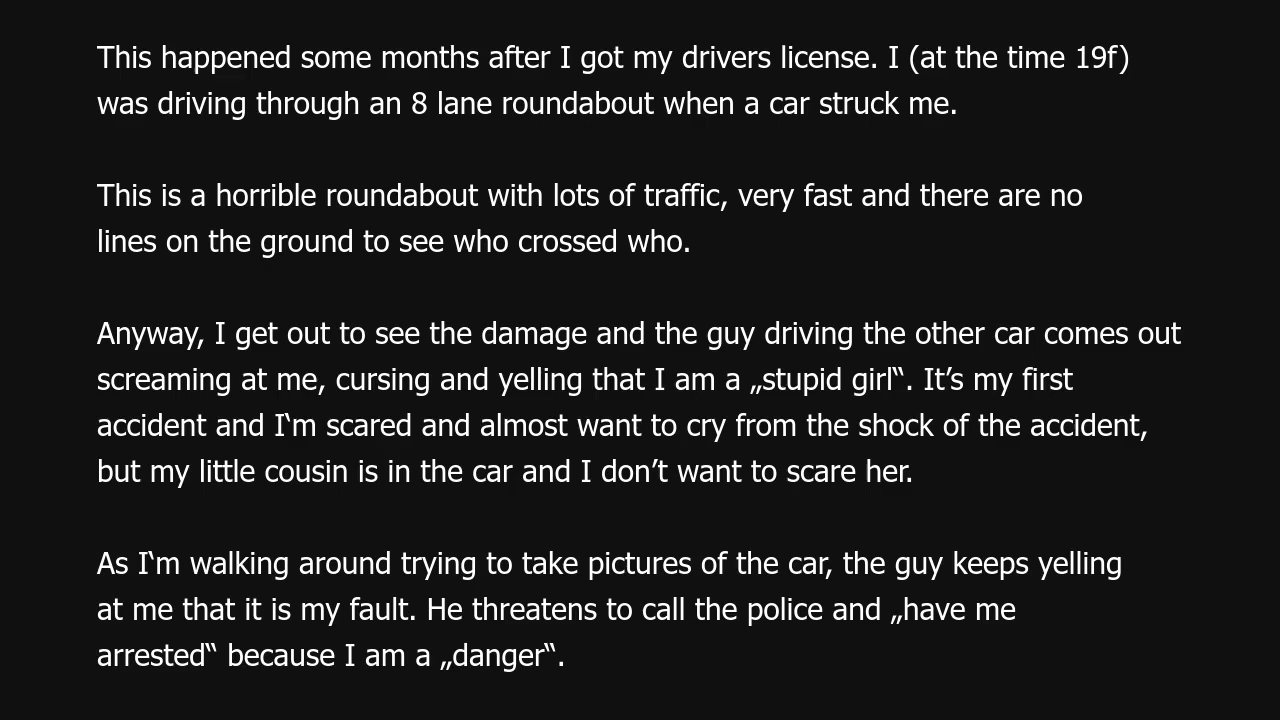 This happened some months after I got my drivers license. I (at the time 19f)
was driving through an 8 lane roundabout when a car struck me.
This is a horrible roundabout with lots of traffic, very fast and there are no
lines on the ground to see who crossed who.
Anyway, I get out to see the damage and the guy driving the other car comes out
screaming at me, cursing and yelling that I am a „stupid girl‟. It’s my first
accident and I‛m scared and almost want to cry from the shock of the accident,
but my little cousin is in the car and I don’t want to scare her.
As I‛m walking around trying to take pictures of the car, the guy keeps yelling
at me that it is my fault. He threatens to call the police and „have me
arrested‟ because I am a „danger‟.